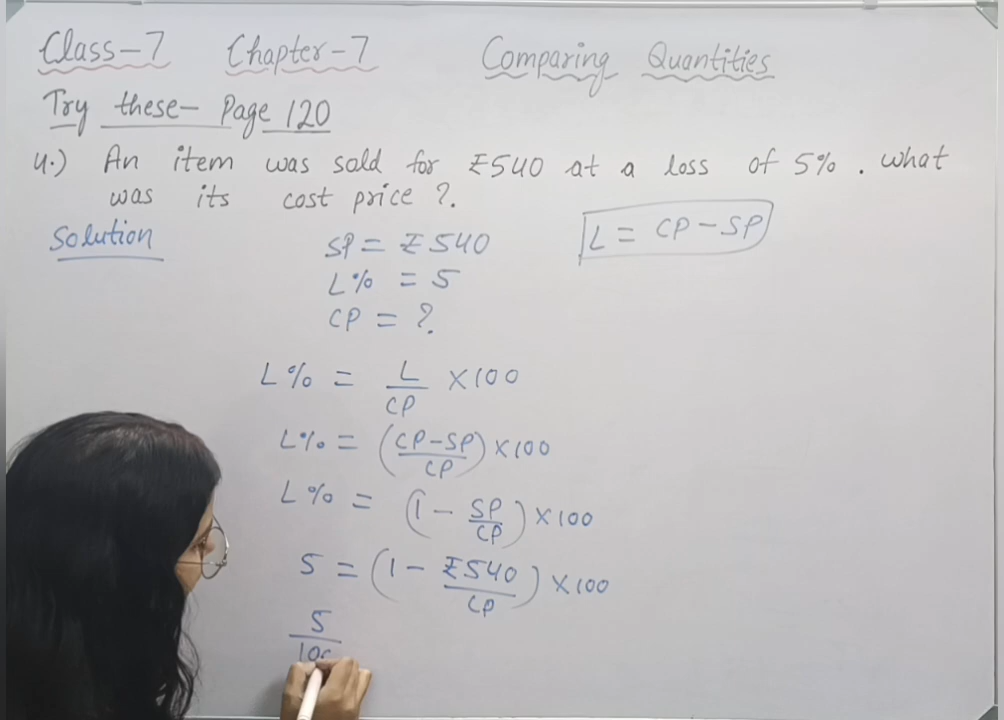 Class-7 Chapter-7 Comparing Quantities
Try these- Page 120
4.) An item was sold for ₹540 at a loss of 5%. what
was its cost price ?.
Solution
SP = ₹540
L = CP-SP
L% = 5
CP = ?
L% = L/CP ×100
L% = (CP-SP/CP)×100
L% = (1 - SP/CP)×100
5 = (1 - ₹540/CP)×100
5/100